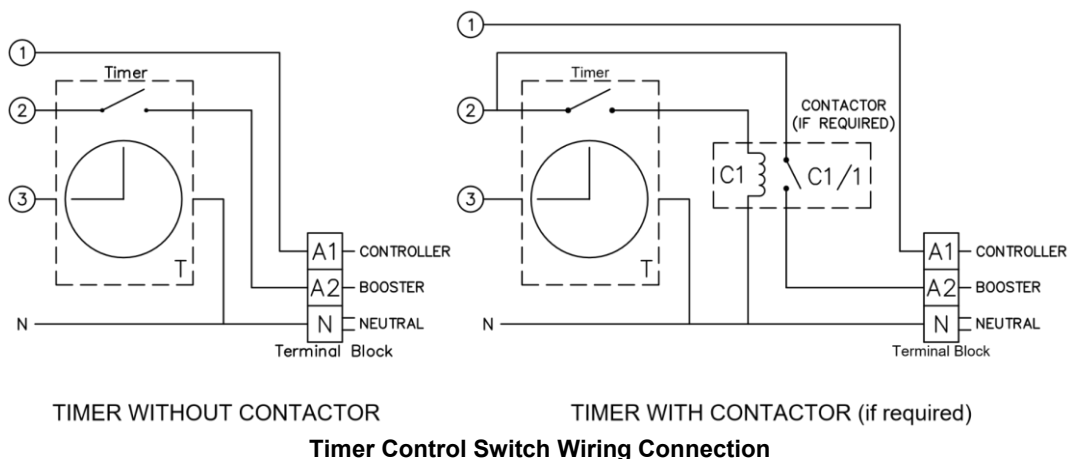 1
Timer
2
3
T
A1 CONTROLLER
A2 BOOSTER
N
N NEUTRAL
Terminal Block
TIMER WITHOUT CONTACTOR
1
Timer
2
CONTACTOR
(IF REQUIRED)
C1 C1/1
3
T
A1 CONTROLLER
A2 BOOSTER
N
N NEUTRAL
Terminal Block
TIMER WITH CONTACTOR (if required)
Timer Control Switch Wiring Connection